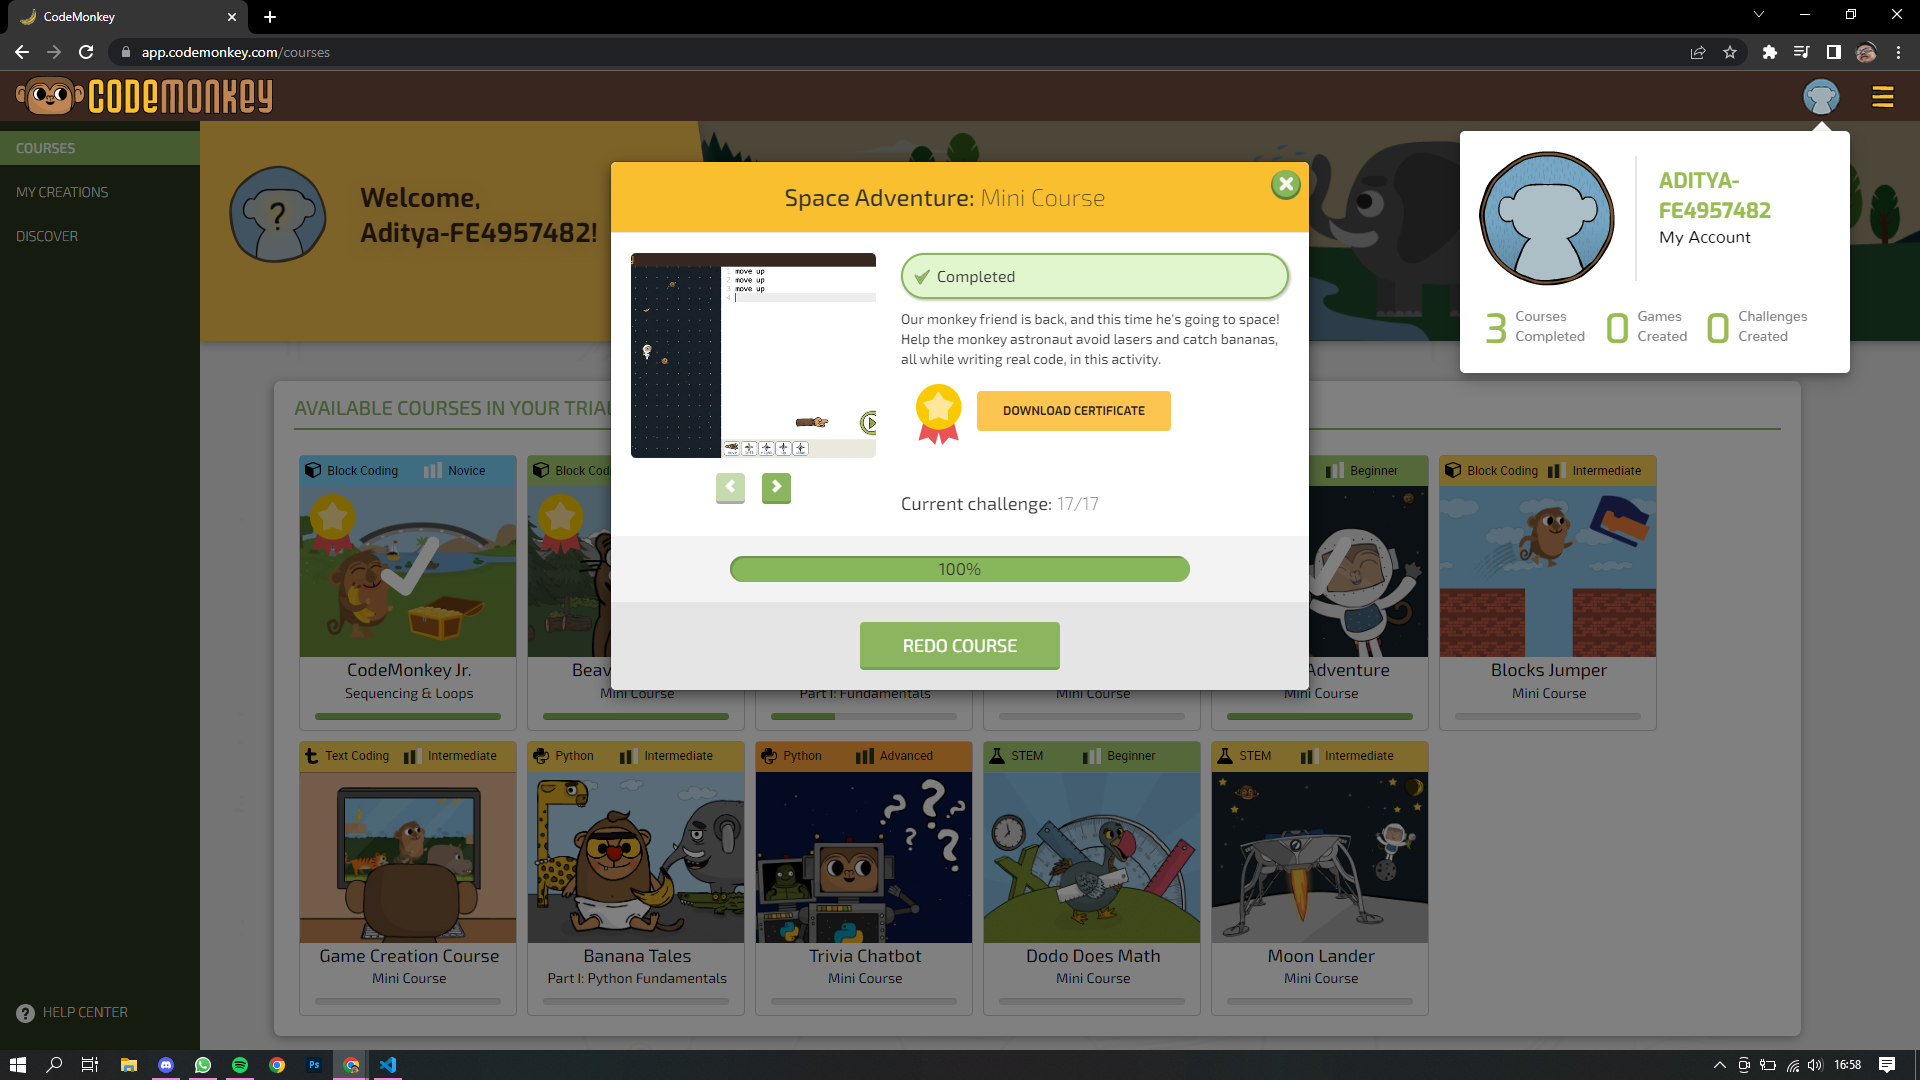 CodeMonkey
app.codemonkey.com/courses
CODEMONKEY
COURSES
MY CREATIONS
DISCOVER
HELP CENTER
?
Welcome,
Aditya-FE4957482!
ADITYA-
FE4957482
My Account
3 Courses Completed
0 Games Created
0 Challenges Created
Space Adventure: Mini Course
1 move up
2 move up
3 move up
4
Completed
Our monkey friend is back, and this time he's going to space!
Help the monkey astronaut avoid lasers and catch bananas,
all while writing real code, in this activity.
DOWNLOAD CERTIFICATE
Current challenge: 17/17
100%
REDO COURSE
AVAILABLE COURSES IN YOUR TRIAL
Block Coding Novice
CodeMonkey Jr.
Sequencing & Loops
Block Cod
Beav
Mini Course
Part I: Fundamentals
Mini Course
Beginner
Adventure
Mini Course
Block Coding Intermediate
Blocks Jumper
Mini Course
Text Coding Intermediate
Game Creation Course
Mini Course
Python Intermediate
Banana Tales
Part I: Python Fundamentals
Python Advanced
? ? ? ? ?
Trivia Chatbot
Mini Course
STEM Beginner
Dodo Does Math
Mini Course
STEM Intermediate
Moon Lander
Mini Course
Ps
16:58